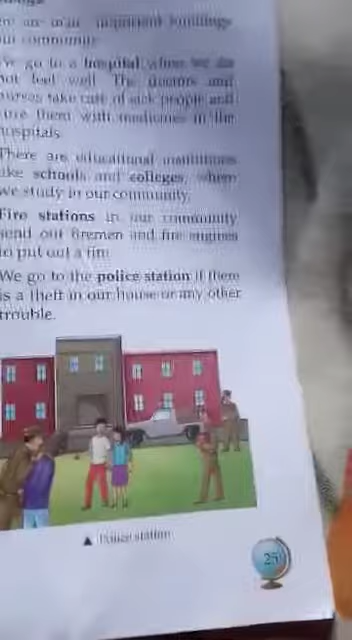 important buildings
our community.
We go to a hospital when we do
not feel well. The doctors and
nurses take care of sick people and
cure them with medicines in the
hospitals.
There are educational institutions
like schools and colleges, where
we study in our community.
Fire stations in our community
send out firemen and fire engines
to put out a fire.
We go to the police station if there
is a theft in our house or any other
trouble.
▲ Police station
25